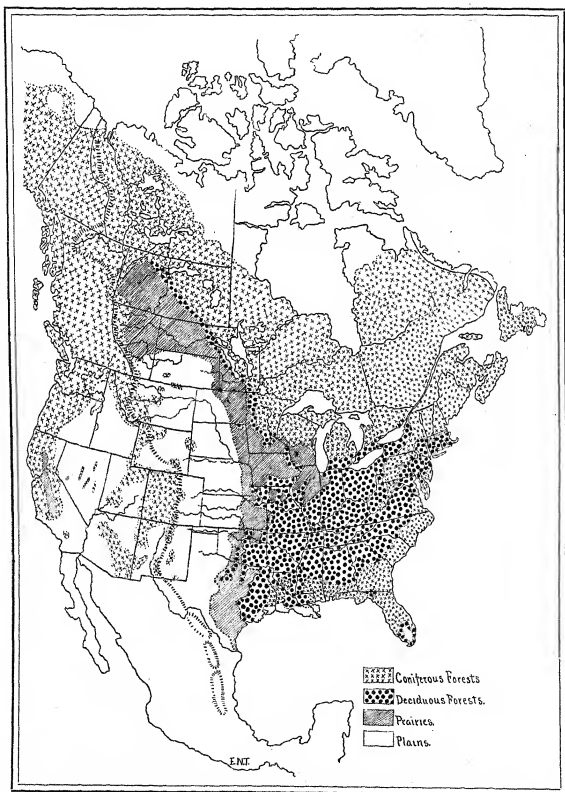 Coniferous Forests
Deciduous Forests.
Prairies.
Plains.
E.N.T.